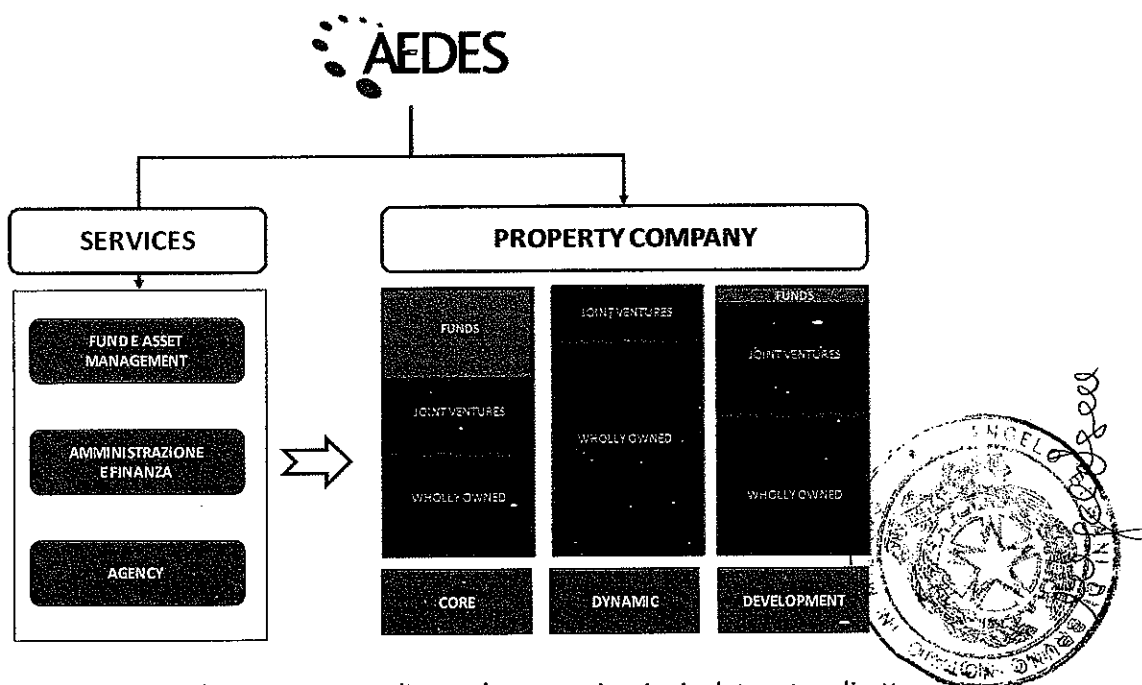 AEDES
SERVICES
FUND E ASSET
MANAGEMENT
AMMINISTRAZIONE
E FINANZA
AGENCY
PROPERTY COMPANY
FUNDS
JOINT VENTURES
WHOLLY OWNED
CORE
JOINT VENTURES
WHOLLY OWNED
DYNAMIC
FUNDS
JOINT VENTURES
WHOLLY OWNED
DEVELOPMENT